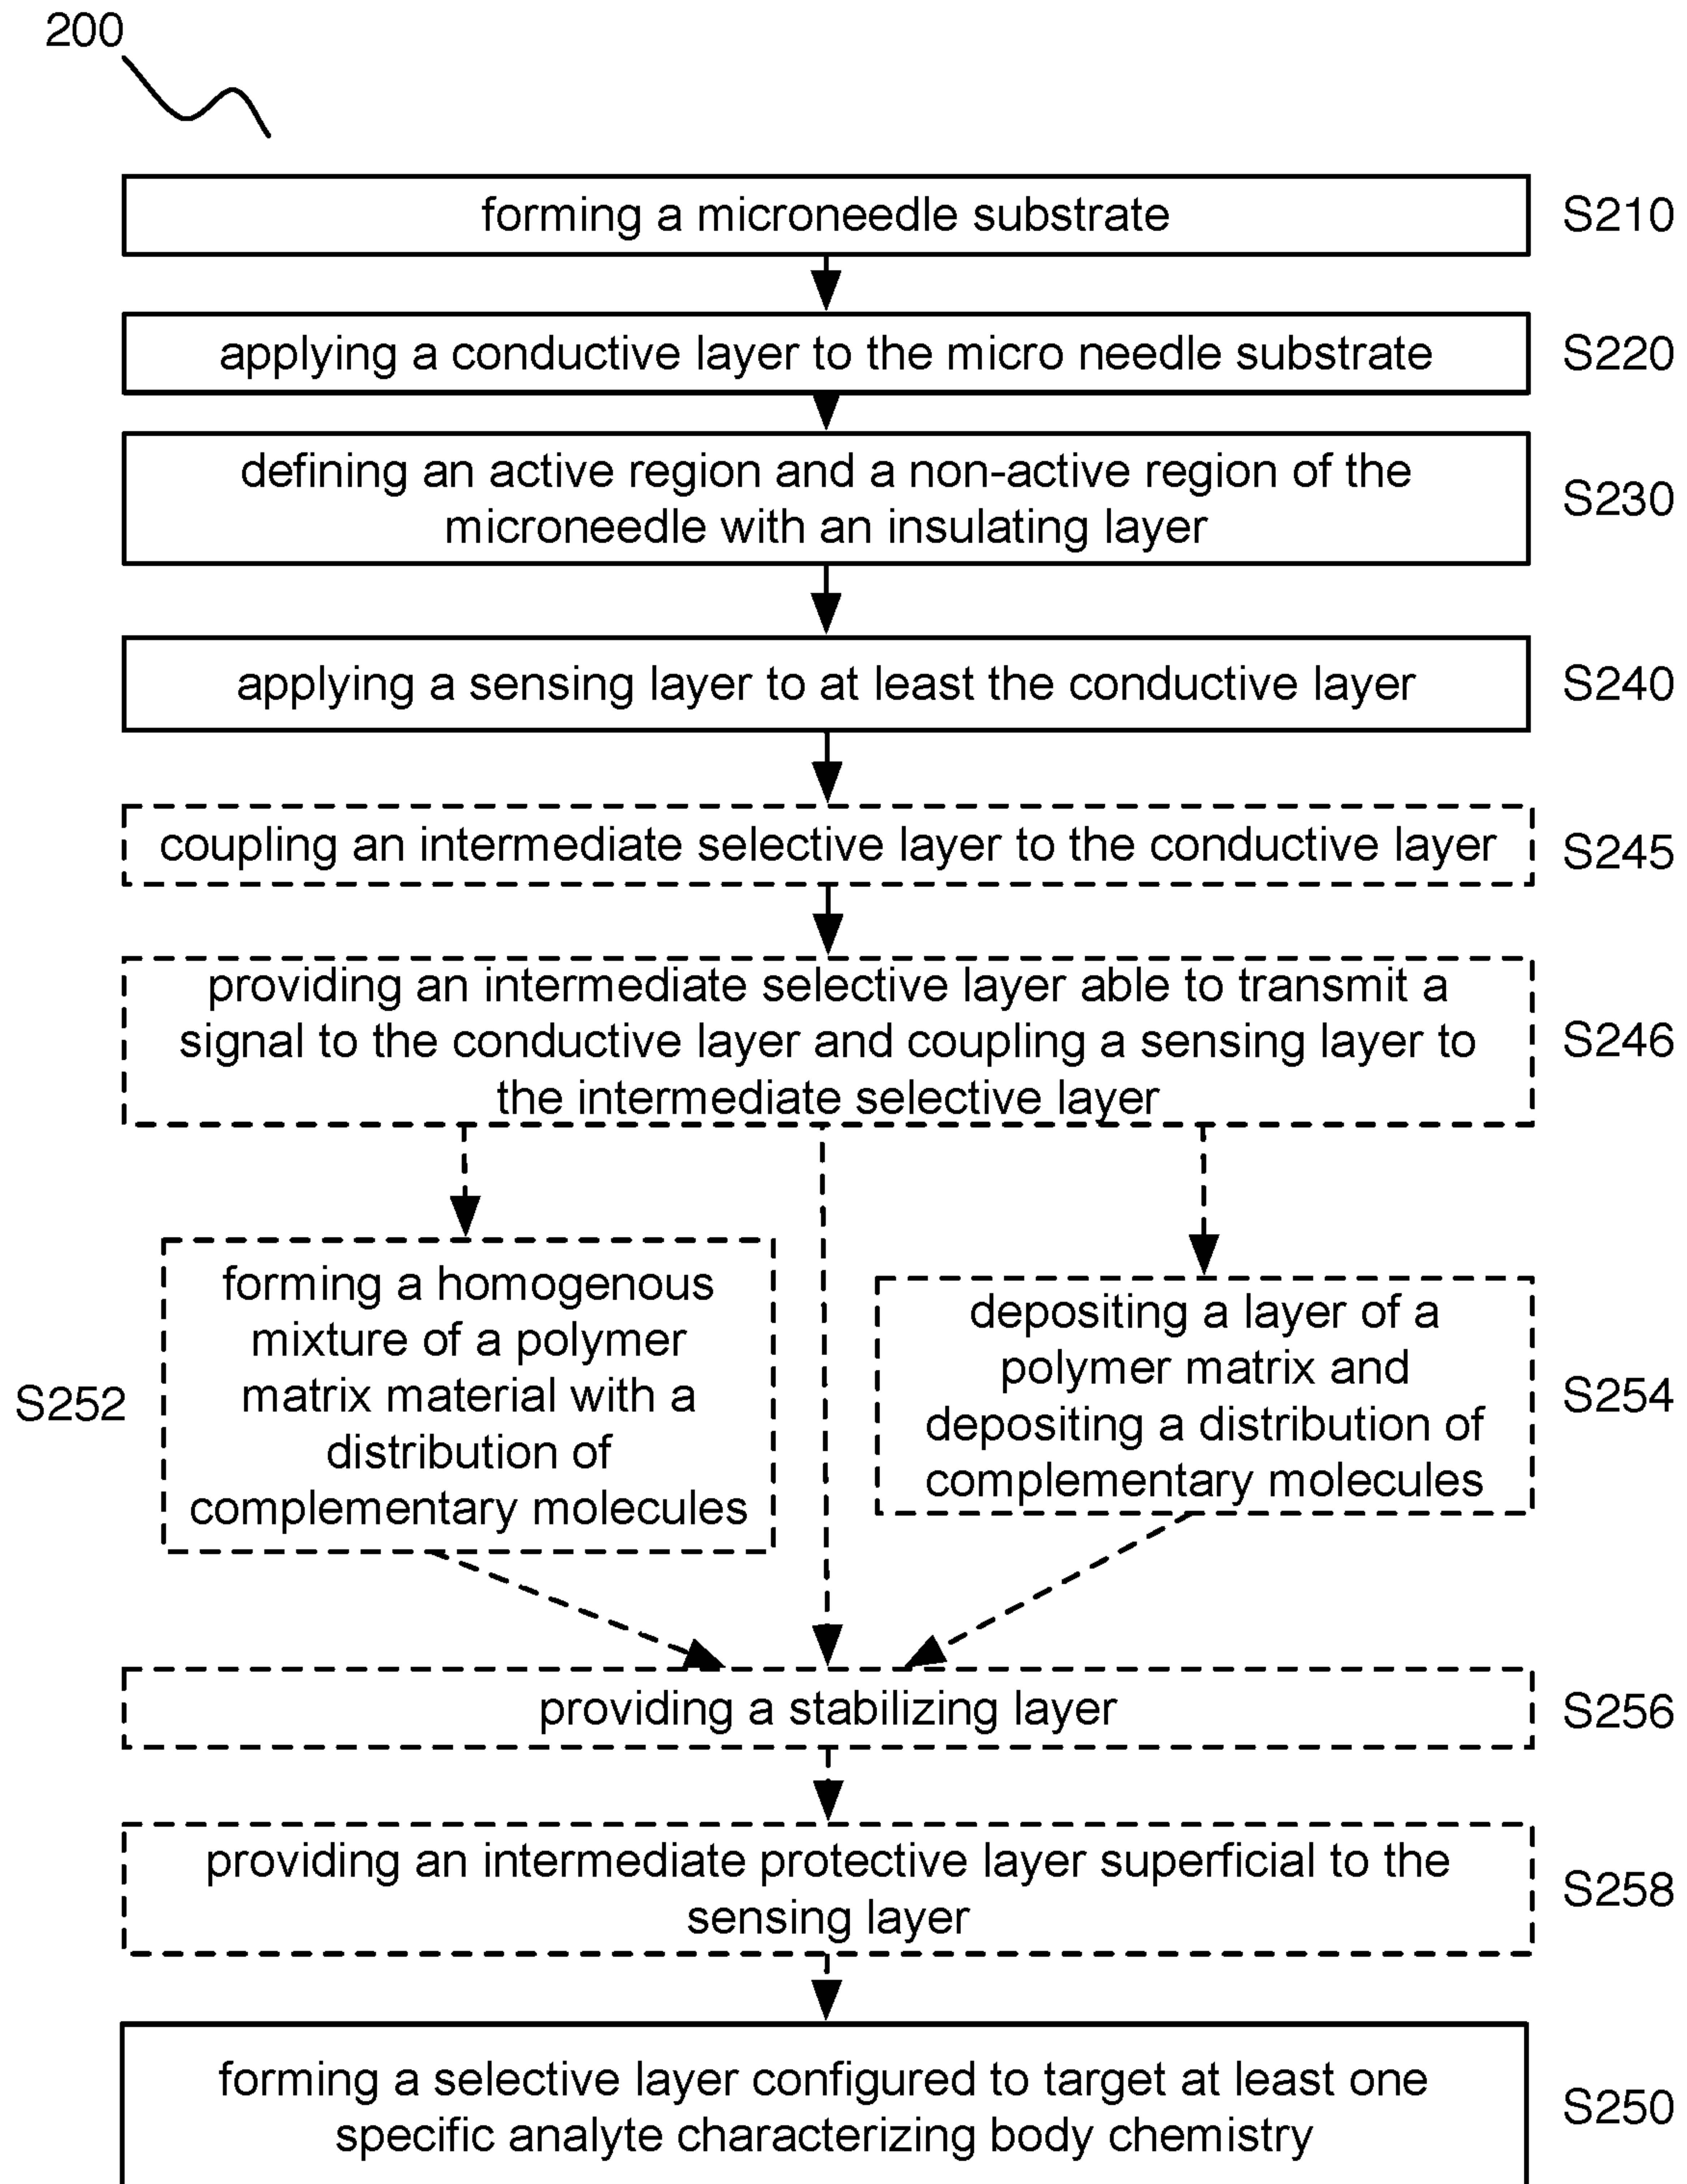 200
forming a microneedle substrate
S210
applying a conductive layer to the micro needle substrate
S220
defining an active region and a non-active region of the
microneedle with an insulating layer
S230
applying a sensing layer to at least the conductive layer
S240
coupling an intermediate selective layer to the conductive layer
S245
providing an intermediate selective layer able to transmit a
signal to the conductive layer and coupling a sensing layer to
the intermediate selective layer
S246
S252
forming a homogenous
mixture of a polymer
matrix material with a
distribution of
complementary molecules
depositing a layer of a
polymer matrix and
depositing a distribution of
complementary molecules
S254
providing a stabilizing layer
S256
providing an intermediate protective layer superficial to the
sensing layer
S258
forming a selective layer configured to target at least one
specific analyte characterizing body chemistry
S250